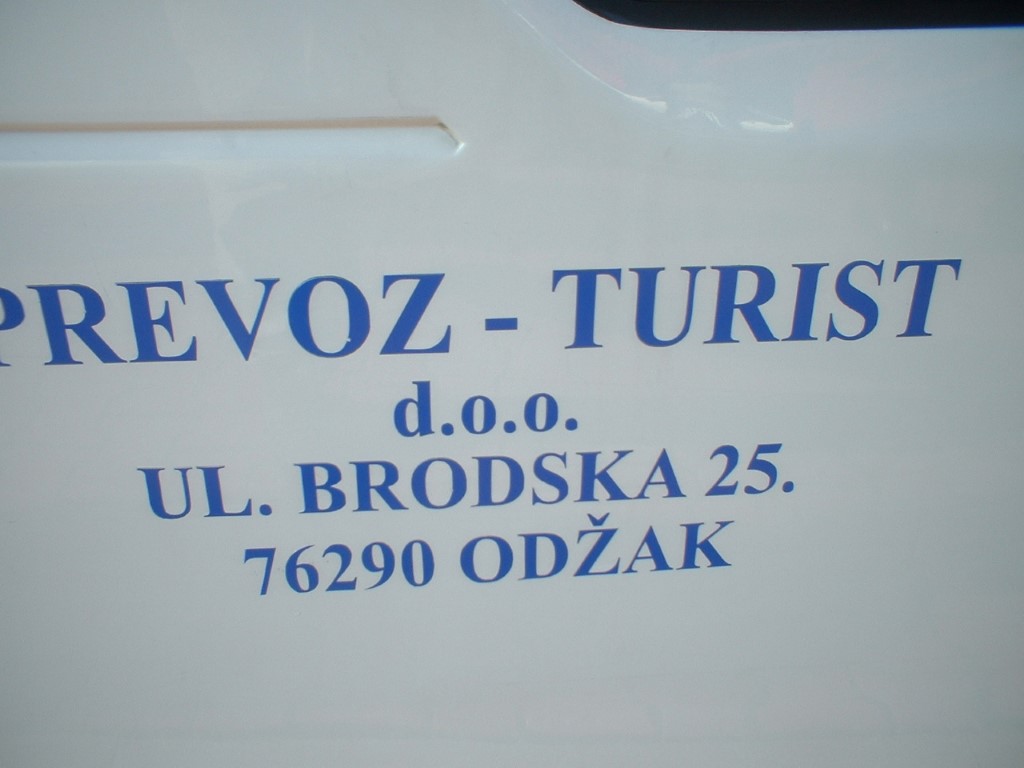 PREVOZ - TURIST
d.o.o.
UL. BRODSKA 25.
76290 ODŽAK